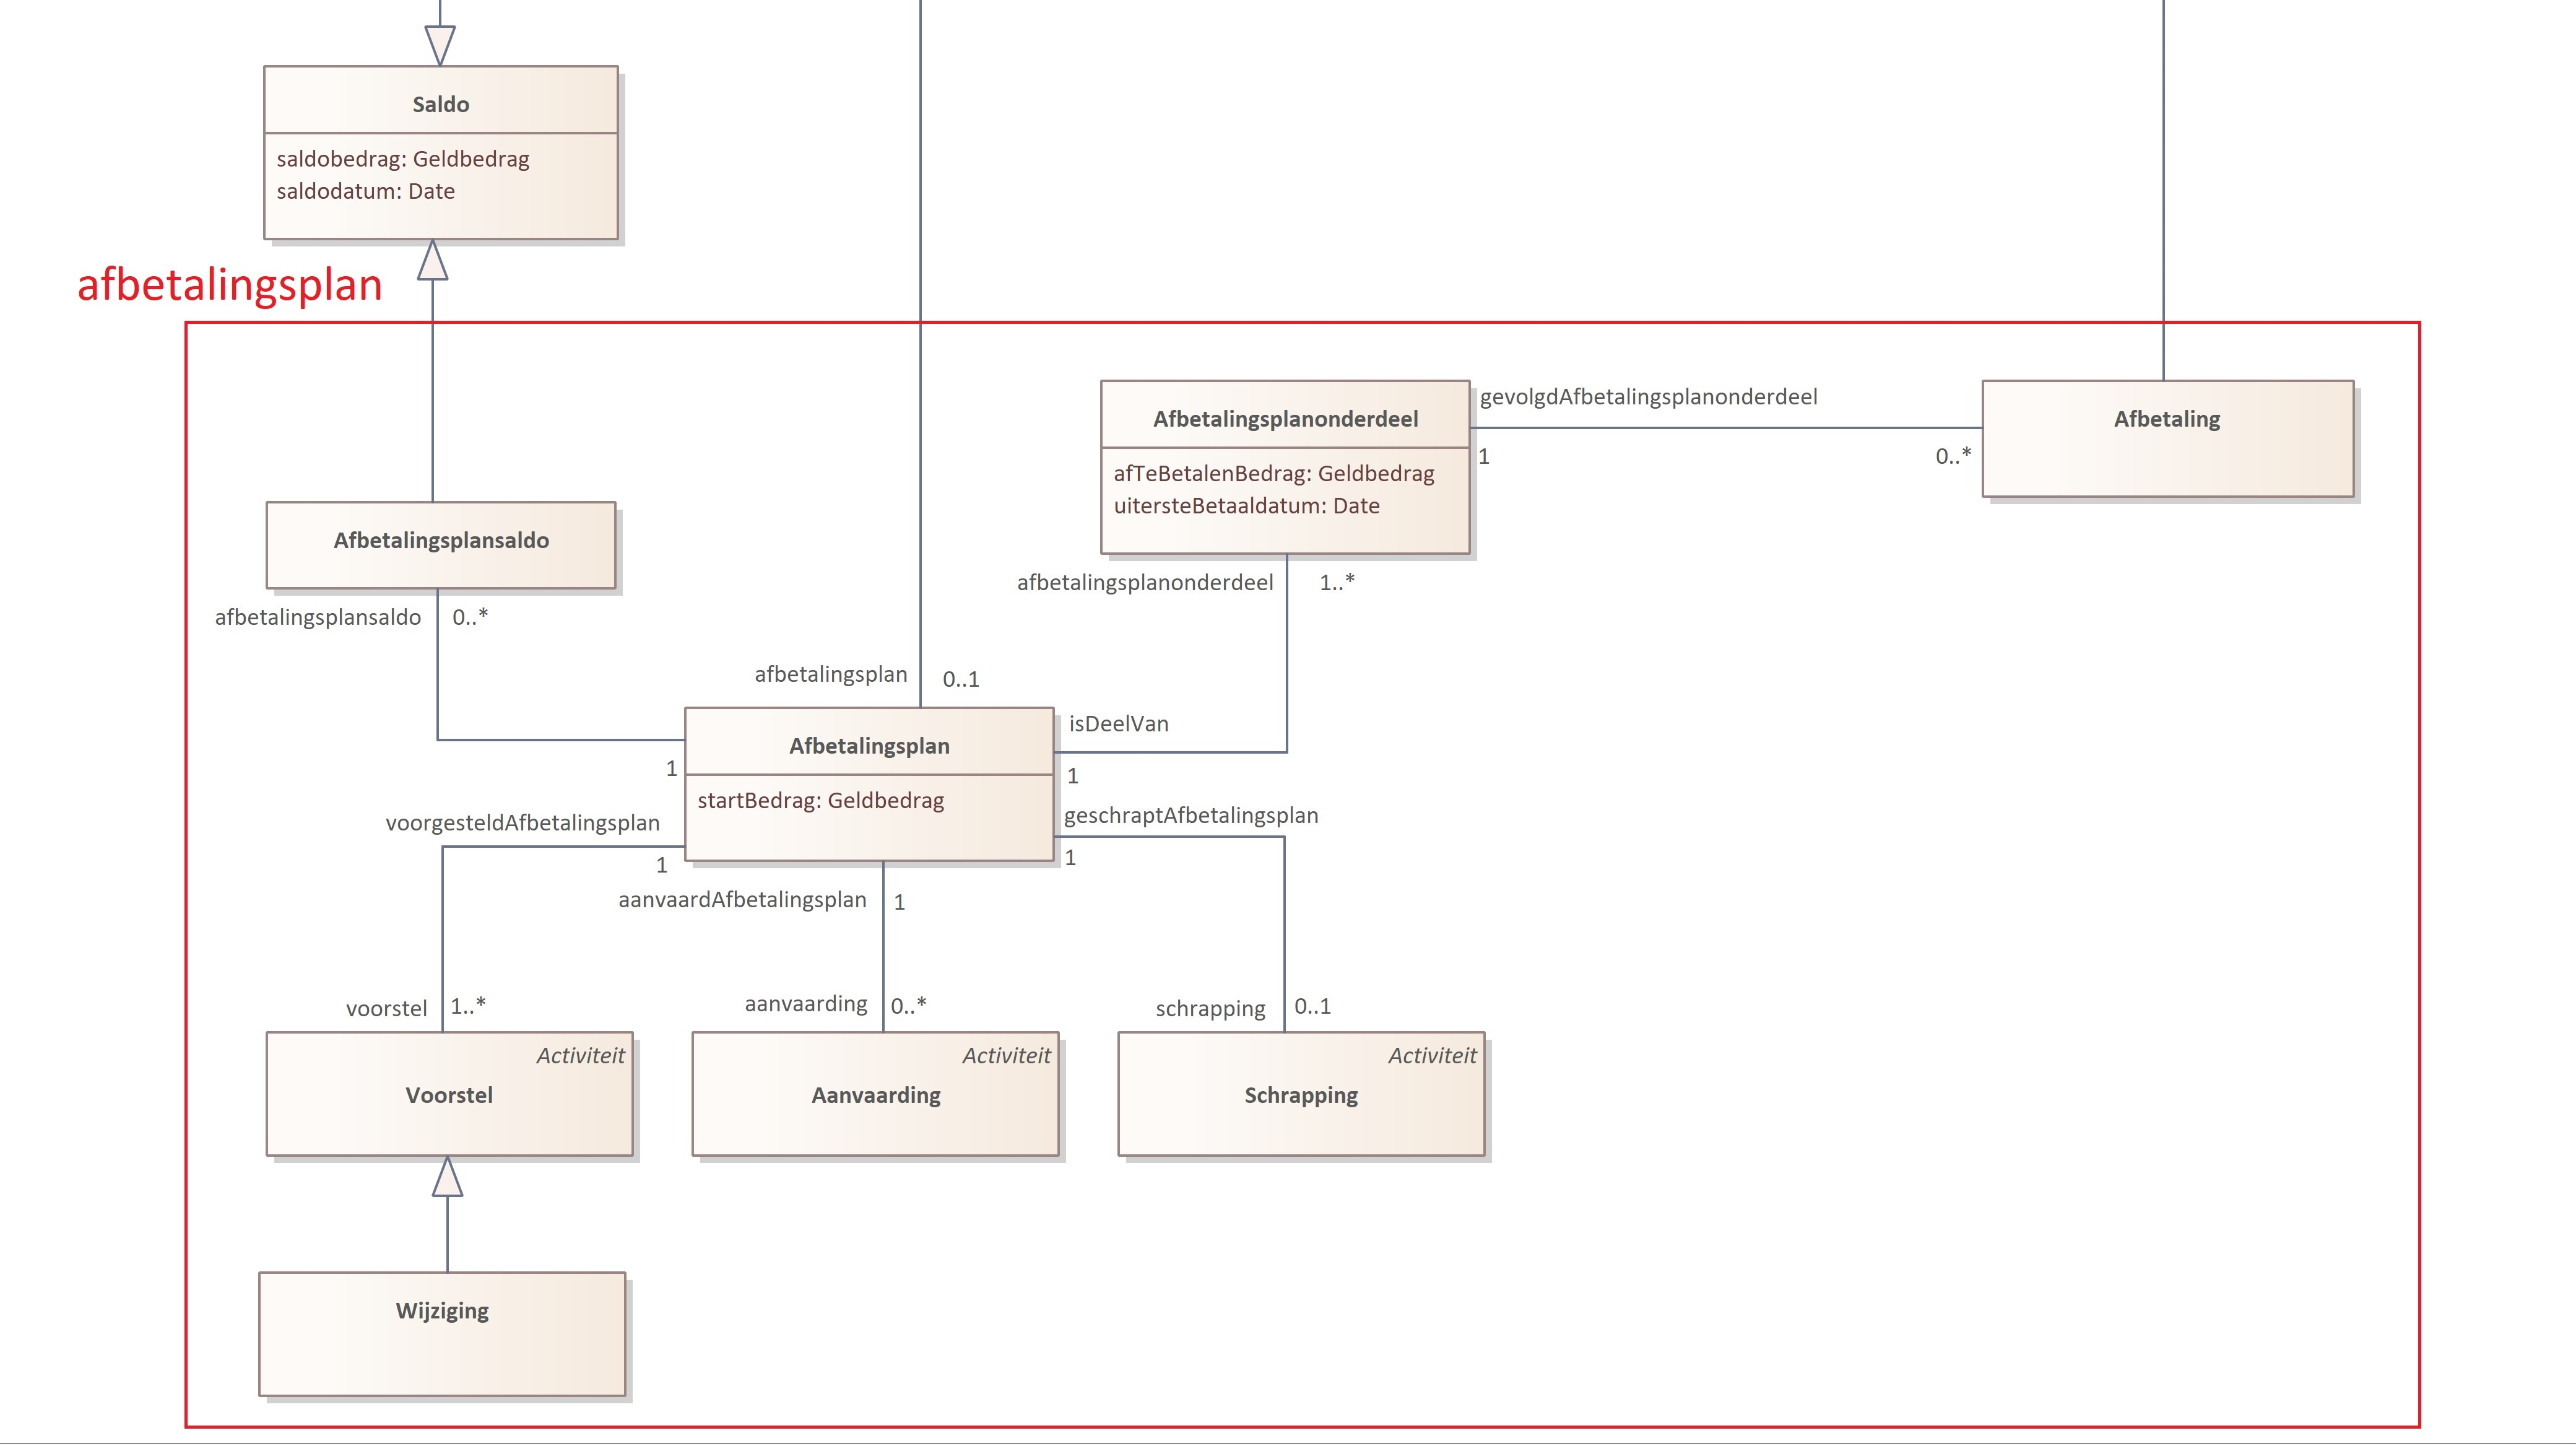 Saldo
saldobedrag: Geldbedrag
saldodatum: Date
afbetalingsplan
Afbetalingsplanonderdeel
afTeBetalenBedrag: Geldbedrag
uitersteBetaaldatum: Date
gevolgdAfbetalingsplanonderdeel
1
0..*
Afbetaling
Afbetalingsplansaldo
afbetalingsplansaldo
0..*
afbetalingsplanonderdeel
1..*
afbetalingsplan
0..1
Afbetalingsplan
startBedrag: Geldbedrag
1
isDeelVan
1
voorgesteldAfbetalingsplan
1
geschraptAfbetalingsplan
1
aanvaardAfbetalingsplan
1
voorstel
1..*
aanvaarding
0..*
schrapping
0..1
Activiteit
Voorstel
Activiteit
Aanvaarding
Activiteit
Schrapping
Wijziging